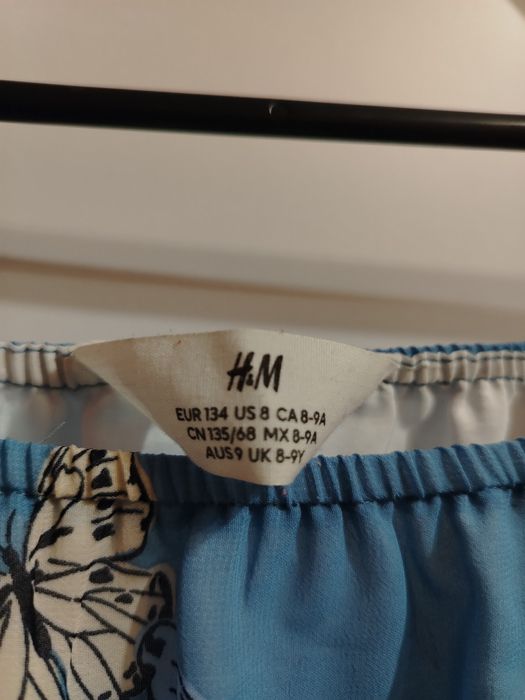 H&M
EUR 134 US 8 CA 8-9A
CN 135/68 MX 8-9A
AUS 9 UK 8-9Y